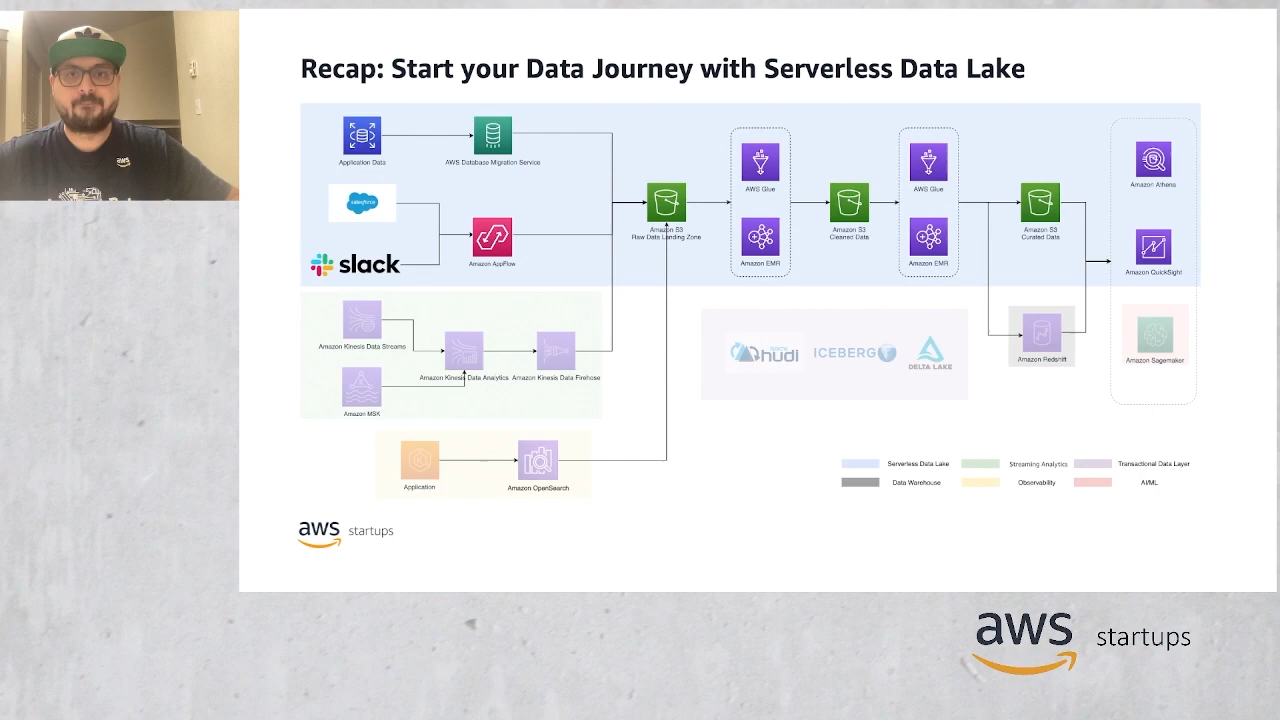 Recap: Start your Data Journey with Serverless Data Lake
Application Data
AWS Database Migration Service
salesforce
slack
Amazon AppFlow
Amazon S3
Raw Data Landing Zone
AWS Glue
Amazon EMR
Amazon S3
Cleaned Data
AWS Glue
Amazon EMR
Amazon S3
Curated Data
Amazon Athena
Amazon QuickSight
Amazon Kinesis Data Streams
Amazon MSK
Amazon Kinesis Data Analytics
Amazon Kinesis Data Firehose
hudi
ICEBERG
DELTA LAKE
Amazon Redshift
Amazon Sagemaker
Application
Amazon OpenSearch
Serverless Data Lake
Streaming Analytics
Transactional Data Layer
Data Warehouse
Observability
AI/ML
aws startups
aws
aws startups